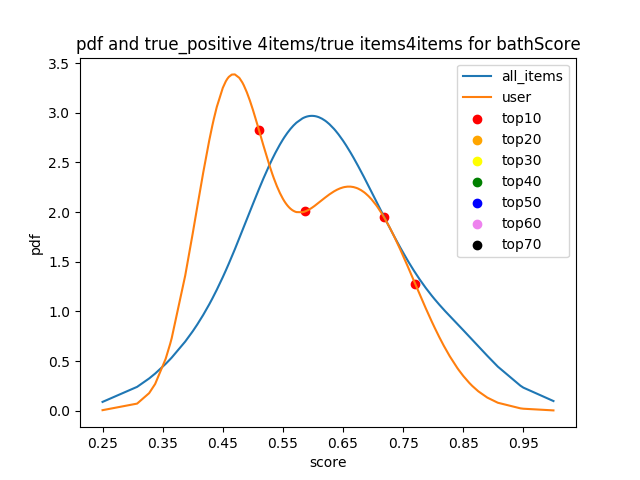 pdf and true_positive 4items/true items4items for bathScore
3.5
3.0
2.5
2.0
1.5
1.0
0.5
0.0
pdf
all_items
user
top10
top20
top30
top40
top50
top60
top70
0.25 0.35 0.45 0.55 0.65 0.75 0.85 0.95
score